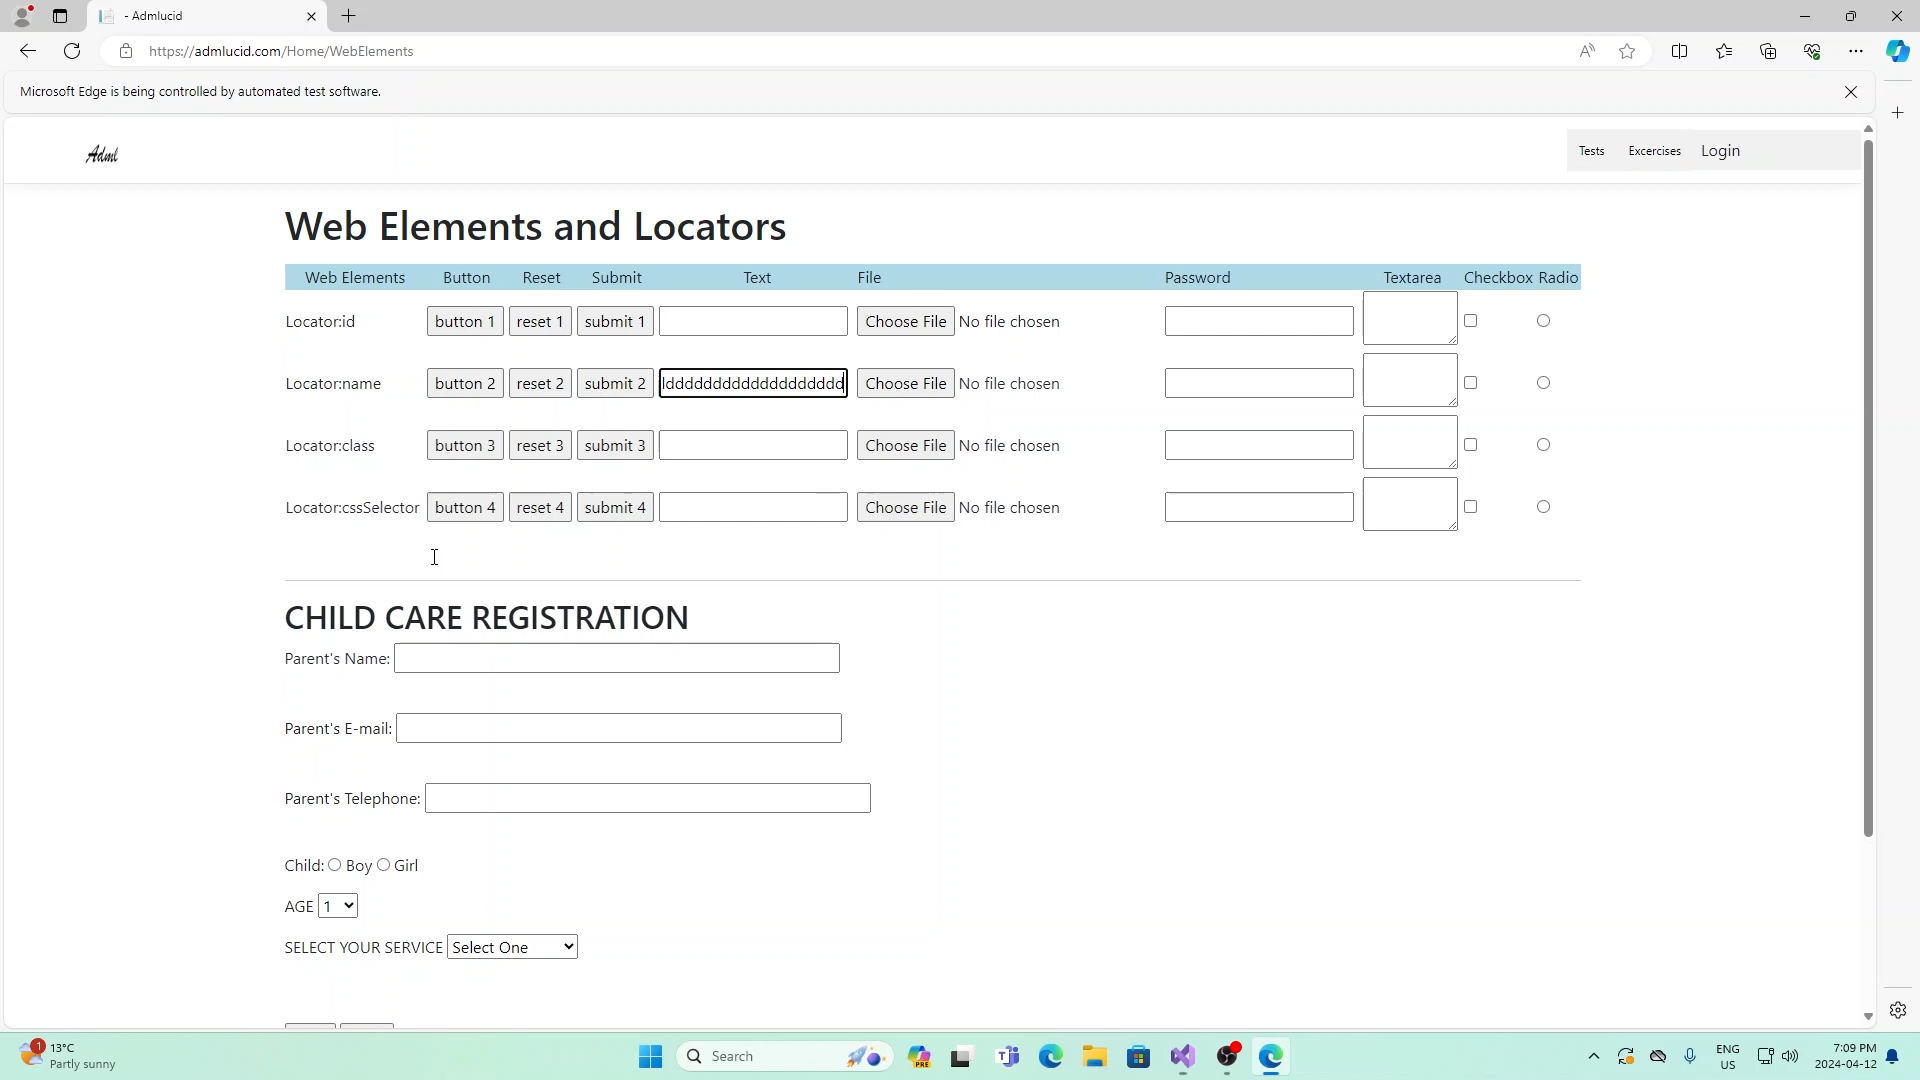 - Admlucid
https://admlucid.com/Home/WebElements
Microsoft Edge is being controlled by automated test software.
Adml
Tests Excercises Login
Web Elements and Locators
Web Elements Button Reset Submit Text File Password Textarea Checkbox Radio
Locator:id button 1 reset 1 submit 1 Choose File No file chosen
Locator:name button 2 reset 2 submit 2 ddddddddddddddddddd Choose File No file chosen
Locator:class button 3 reset 3 submit 3 Choose File No file chosen
Locator:cssSelector button 4 reset 4 submit 4 Choose File No file chosen
CHILD CARE REGISTRATION
Parent's Name:
Parent's E-mail:
Parent's Telephone:
Child: Boy Girl
AGE 1
SELECT YOUR SERVICE Select One
1 13°C
Partly sunny
Search
PRE
ENG
US
7:09 PM
2024-04-12